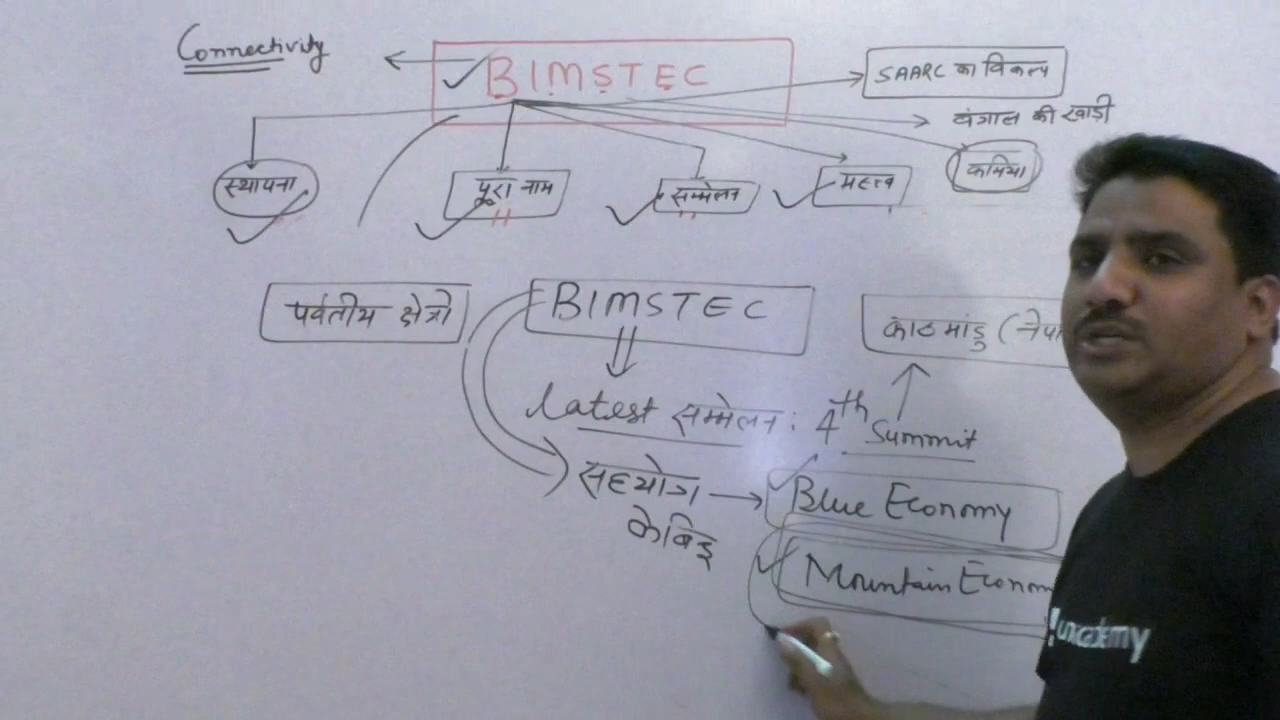 Connectivity
BIMSTEC
SAARC का विकल्प
बंगाल की खाड़ी
स्थापना
पूरा नाम
सम्मेलन
महत्व
कमिया
पर्वतीय क्षेत्रो
BIMSTEC
काठमांडु (नेपा
latest सम्मेलन : 4th Summit
सहयोग → Blue Economy
के बिंदु
Mountain Econom
unacademy